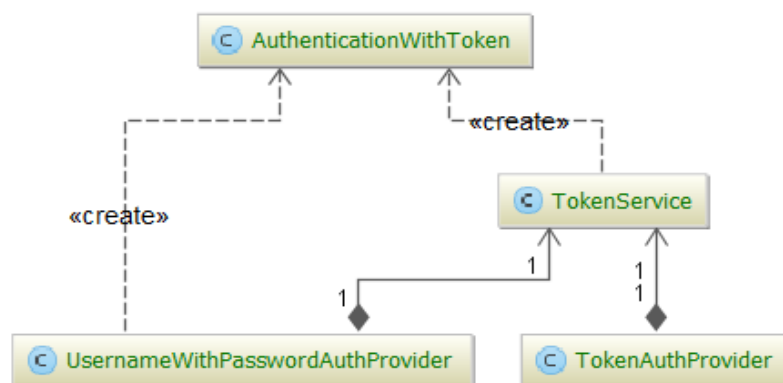 C AuthenticationWithToken
«create»
C TokenService
«create»
1
1
1
1
C UsernameWithPasswordAuthProvider
C TokenAuthProvider